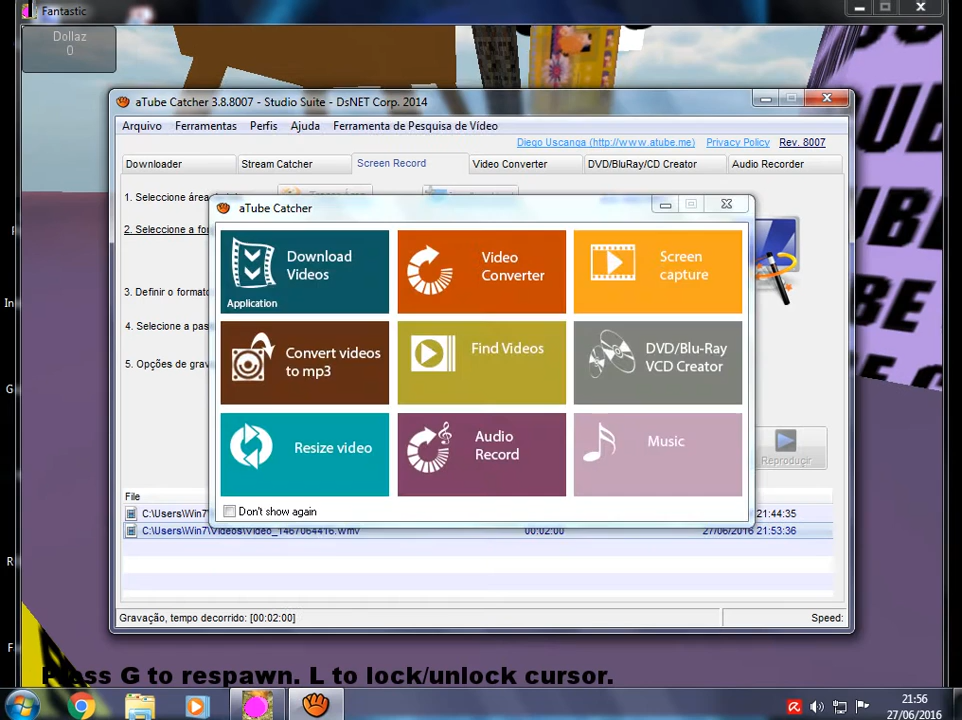 Fantastic
Dollaz
0
aTube Catcher 3.8.8007 - Studio Suite - DsNET Corp. 2014
Arquivo Ferramentas Perfis Ajuda Ferramenta de Pesquisa de Vídeo
Diego Uscanga (http://www.atube.me) Privacy Policy Rev. 8007
Downloader Stream Catcher Screen Record Video Converter DVD/BluRay/CD Creator Audio Recorder
1. Seleccione área
2. Seleccione a
3. Definir o formato
4. Selecione a pas
5. Opções de grav
aTube Catcher
Download Videos
Application
Video Converter
Screen capture
Convert videos to mp3
Find Videos
DVD/Blu-Ray VCD Creator
Resize video
Audio Record
Music
Don't show again
Reproduçir
File
C:\Users\Win7\ 21:44:35
C:\Users\Win7\Videos\Video_1467064416.wmv 00:02:00 27/06/2016 21:53:36
Gravação, tempo decorrido: [00:02:00] Speed:
Press G to respawn. L to lock/unlock cursor.
21:56
27/06/2016